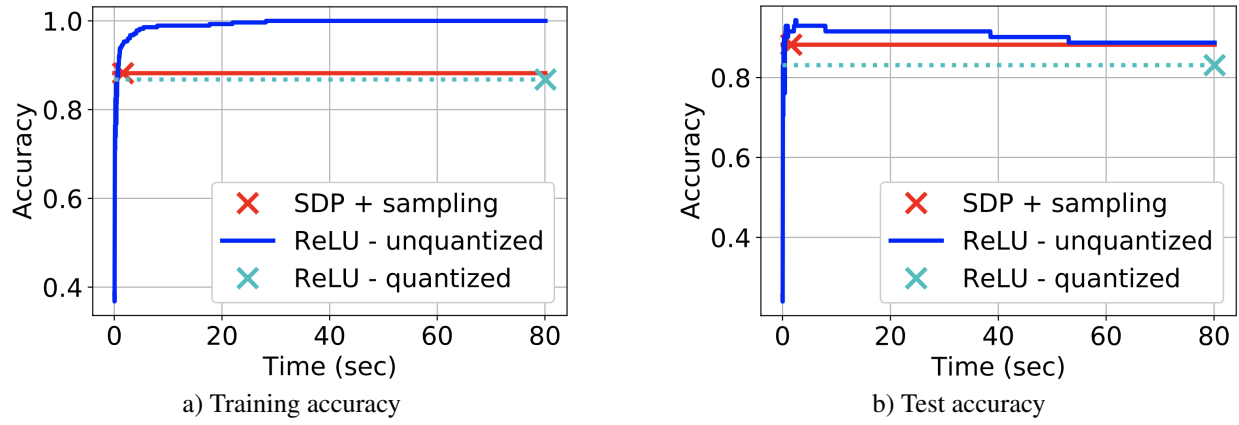 1.0
0.8
0.6
0.4
Accuracy
0 20 40 60 80
Time (sec)
SDP + sampling
ReLU - unquantized
ReLU - quantized
a) Training accuracy
0.8
0.6
0.4
Accuracy
0 20 40 60 80
Time (sec)
SDP + sampling
ReLU - unquantized
ReLU - quantized
b) Test accuracy